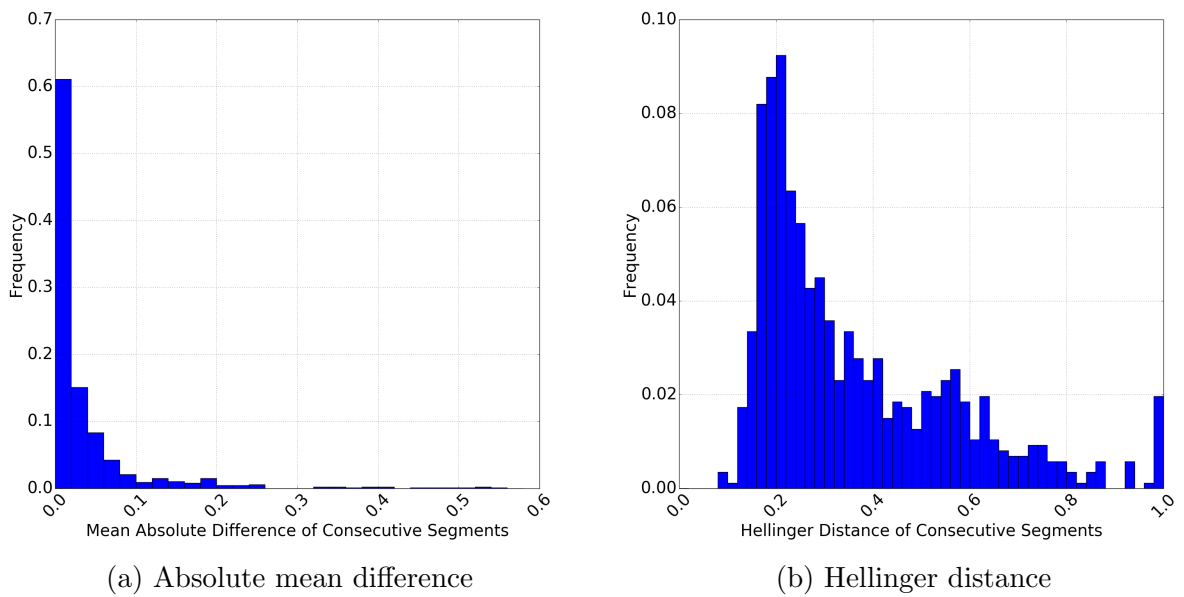 0.7
0.6
0.5
0.4
0.3
0.2
0.1
0.0
Frequency
0.0 0.1 0.2 0.3 0.4 0.5 0.6
Mean Absolute Difference of Consecutive Segments
(a) Absolute mean difference
0.10
0.08
0.06
0.04
0.02
0.00
Frequency
0.0 0.2 0.4 0.6 0.8 1.0
Hellinger Distance of Consecutive Segments
(b) Hellinger distance